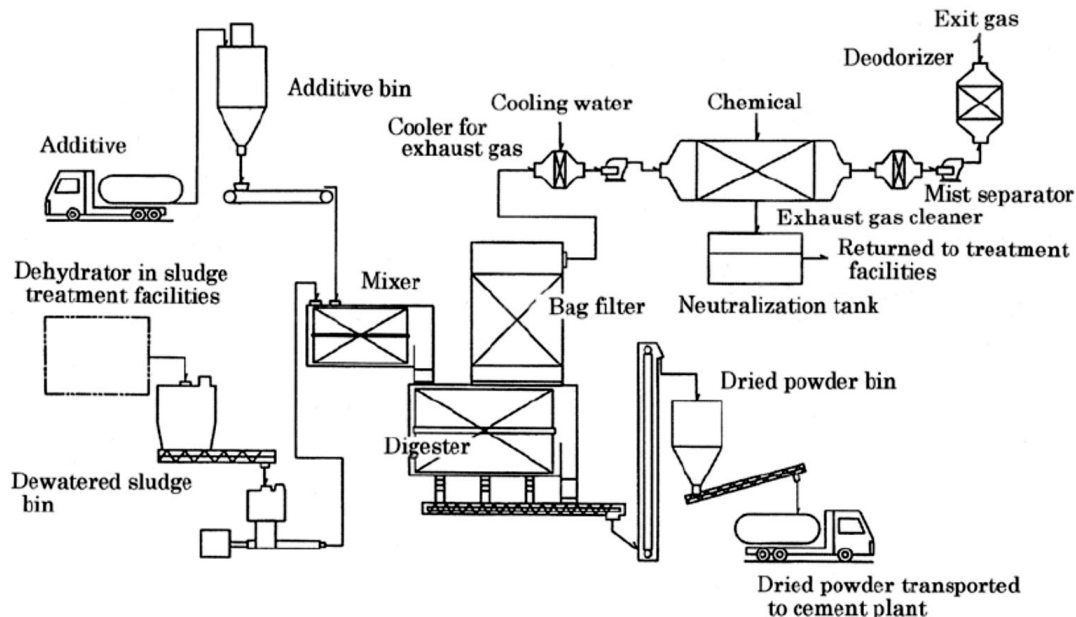 Exit gas
Deodorizer
Additive bin
Cooling water
Chemical
Cooler for
exhaust gas
Additive
Mist separator
Exhaust gas cleaner
Returned to treatment
facilities
Dehydrator in sludge
treatment facilities
Mixer
Bag filter
Neutralization tank
Dried powder bin
Digester
Dewatered sludge
bin
Dried powder transported
to cement plant